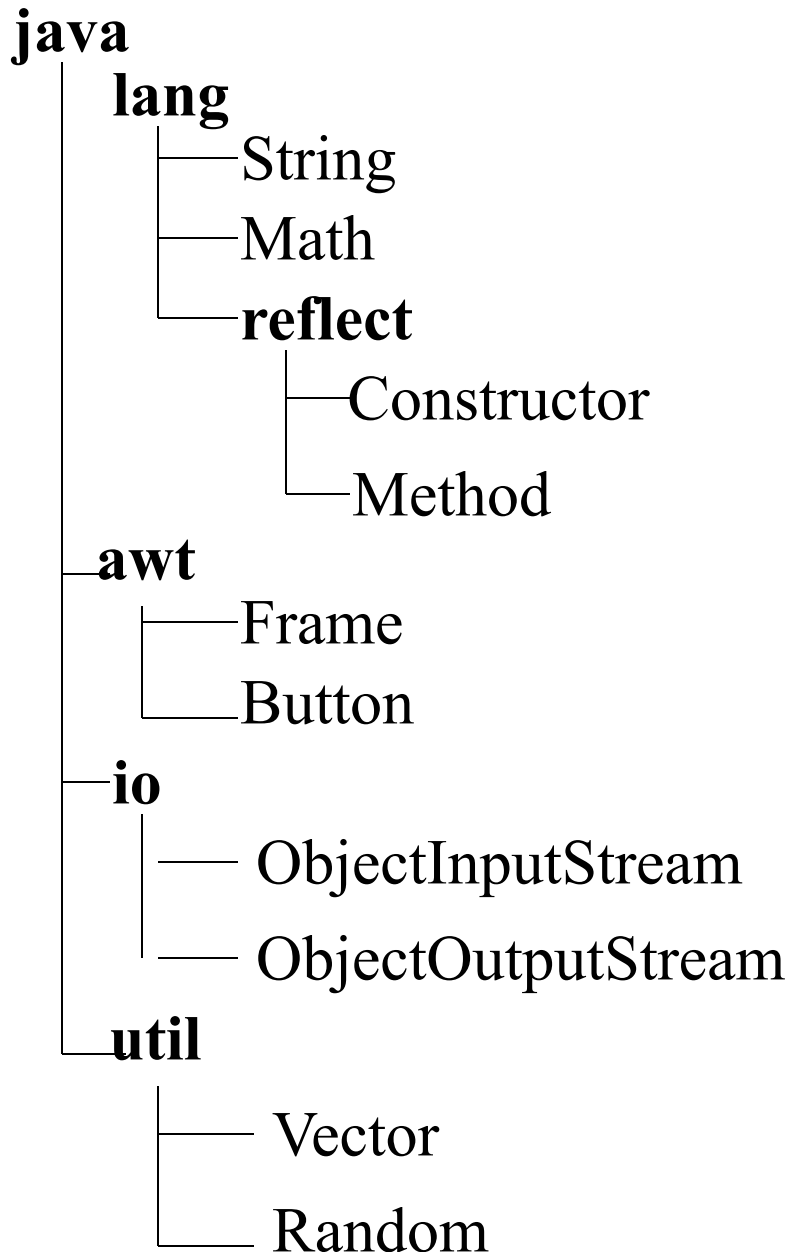 java
lang
String
Math
reflect
Constructor
Method
awt
Frame
Button
io
ObjectInputStream
ObjectOutputStream
util
Vector
Random